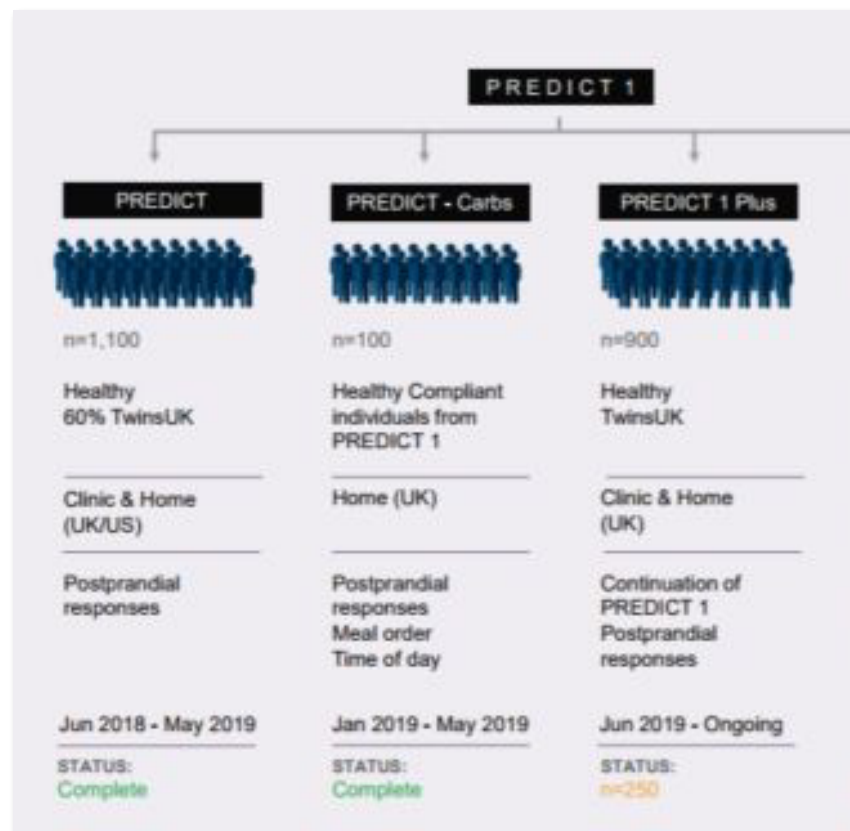 PREDICT 1
PREDICT
n=1,100
Healthy
60% TwinsUK
Clinic & Home
(UK/US)
Postprandial
responses
Jun 2018 - May 2019
STATUS:
Complete
PREDICT - Carbs
n=100
Healthy Compliant
individuals from
PREDICT 1
Home (UK)
Postprandial
responses
Meal order
Time of day
Jan 2019 - May 2019
STATUS:
Complete
PREDICT 1 Plus
n=900
Healthy
TwinsUK
Clinic & Home
(UK)
Continuation of
PREDICT 1
Postprandial
responses
Jun 2019 - Ongoing
STATUS:
n=250